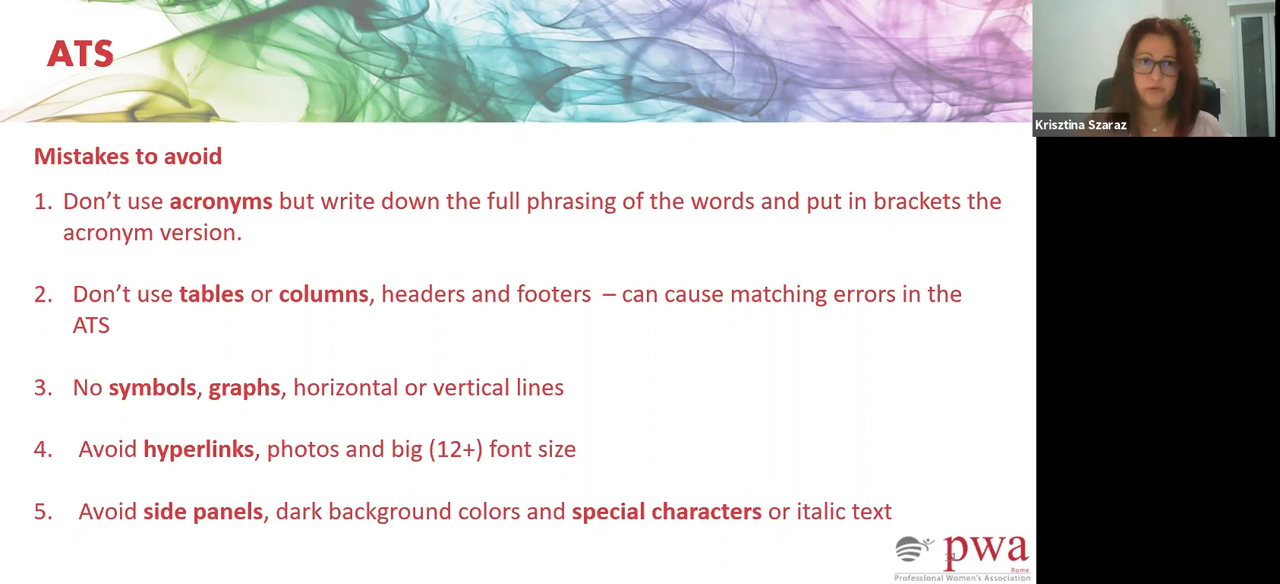 ATS
Krisztina Szaraz
Mistakes to avoid
1. Don’t use acronyms but write down the full phrasing of the words and put in brackets the
acronym version.
2. Don’t use tables or columns, headers and footers – can cause matching errors in the
ATS
3. No symbols, graphs, horizontal or vertical lines
4. Avoid hyperlinks, photos and big (12+) font size
5. Avoid side panels, dark background colors and special characters or italic text
pwa
Rome
Professional Women's Association